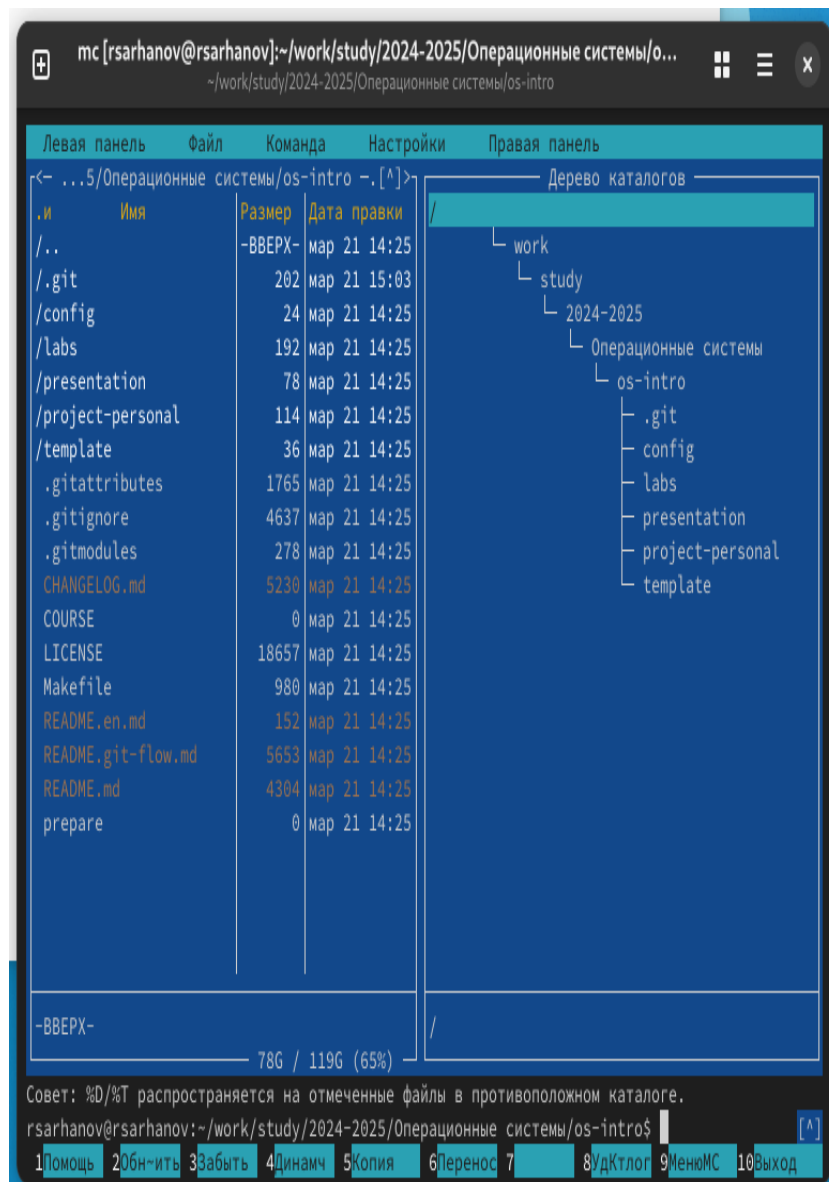 mc [rsarhanov@rsarhanov]:~/work/study/2024-2025/Операционные системы/о...
~/work/study/2024-2025/Операционные системы/os-intro
Левая панель Файл Команда Настройки Правая панель
<- ...5/Операционные системы/os-intro -.[^]>
.и Имя Размер Дата правки
/.. -ВВЕРХ- мар 21 14:25
/.git 202 мар 21 15:03
/config 24 мар 21 14:25
/labs 192 мар 21 14:25
/presentation 78 мар 21 14:25
/project-personal 114 мар 21 14:25
/template 36 мар 21 14:25
.gitattributes 1765 мар 21 14:25
.gitignore 4637 мар 21 14:25
.gitmodules 278 мар 21 14:25
CHANGELOG.md 5230 мар 21 14:25
COURSE 0 мар 21 14:25
LICENSE 18657 мар 21 14:25
Makefile 980 мар 21 14:25
README.en.md 152 мар 21 14:25
README.git-flow.md 5653 мар 21 14:25
README.md 4304 мар 21 14:25
prepare 0 мар 21 14:25
-ВВЕРХ-
78G / 119G (65%)
Дерево каталогов
/
work
study
2024-2025
Операционные системы
os-intro
.git
config
labs
presentation
project-personal
template
/
Совет: %D/%T распространяется на отмеченные файлы в противоположном каталоге.
rsarhanov@rsarhanov:~/work/study/2024-2025/Операционные системы/os-intro$ [^]
1Помощь 2Обн~ить 3Забыть 4Динамч 5Копия 6Перенос 7 8УдКтлог 9МенюМС 10Выход